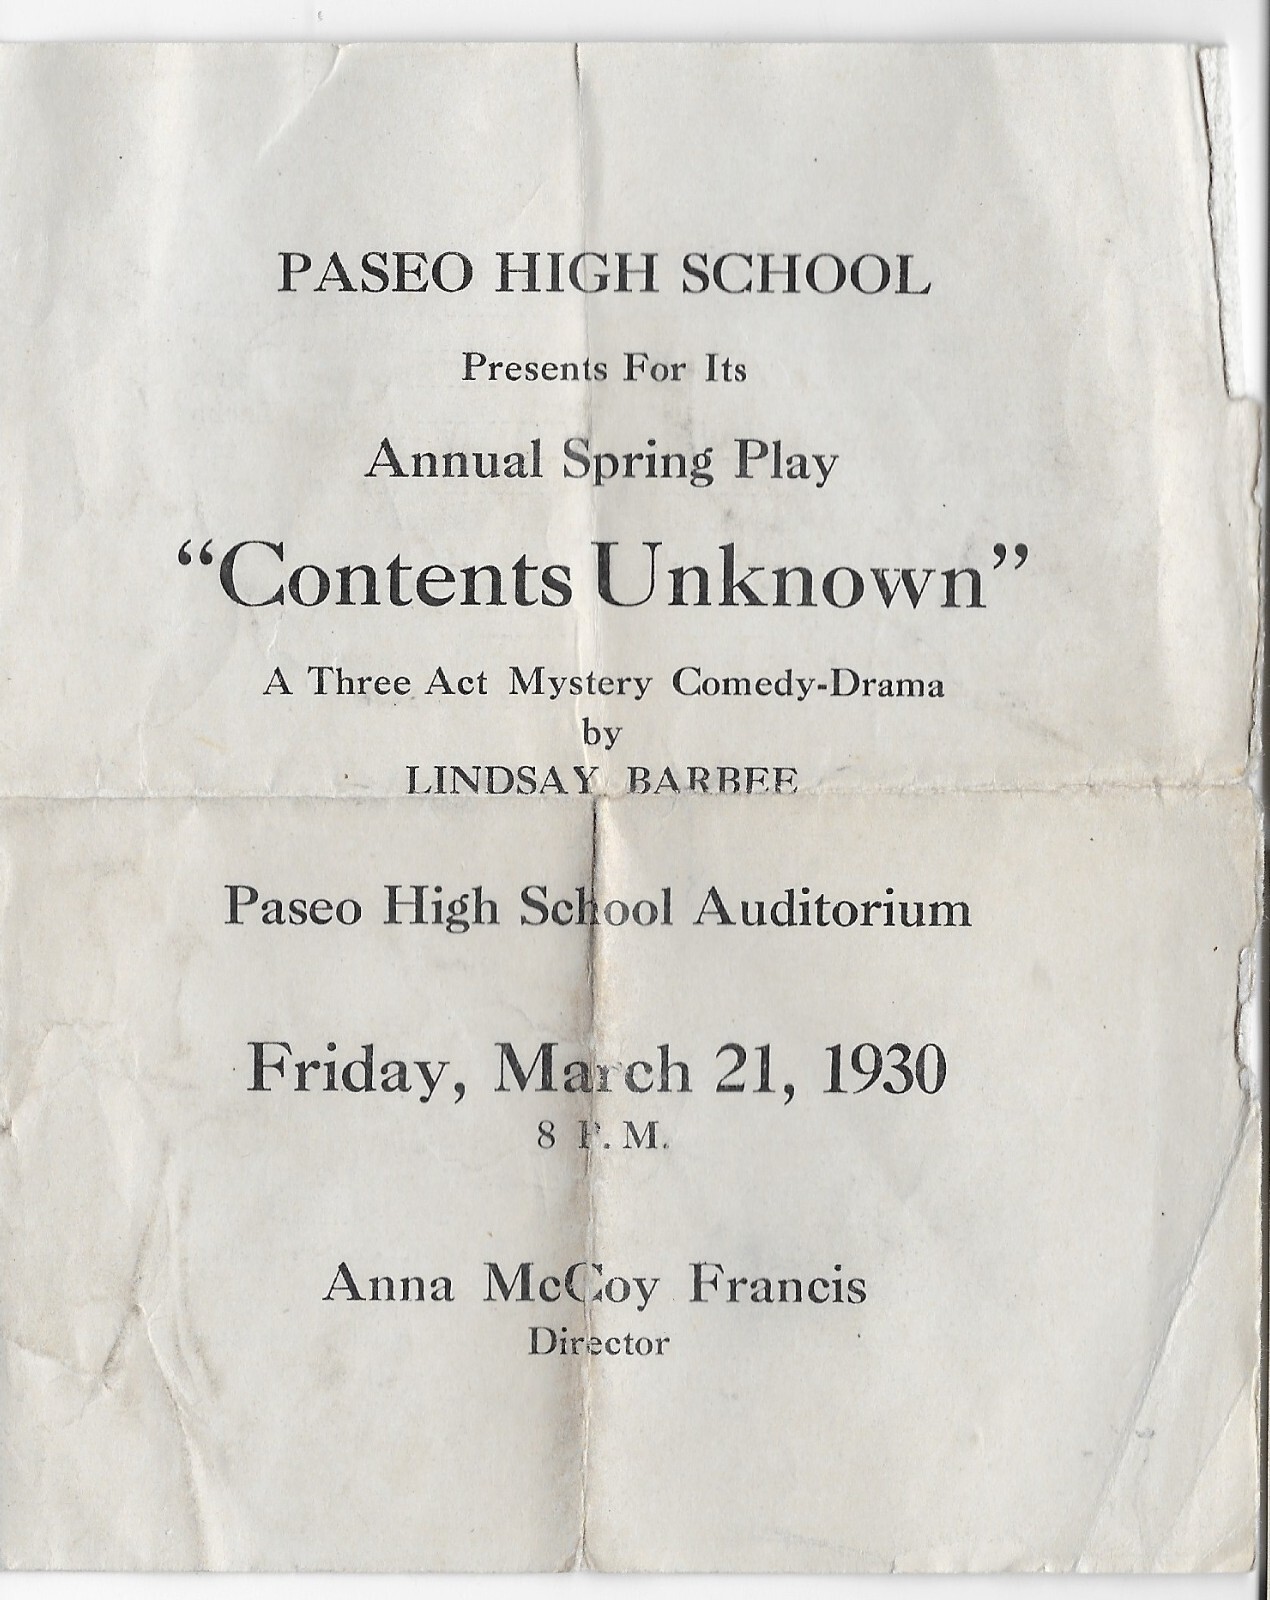 PASEO HIGH SCHOOL
Presents For Its
Annual Spring Play
“Contents Unknown”
A Three Act Mystery Comedy-Drama
by
LINDSAY BARBEE
Paseo High School Auditorium
Friday, March 21, 1930
8 P. M.
Anna McCoy Francis
Director